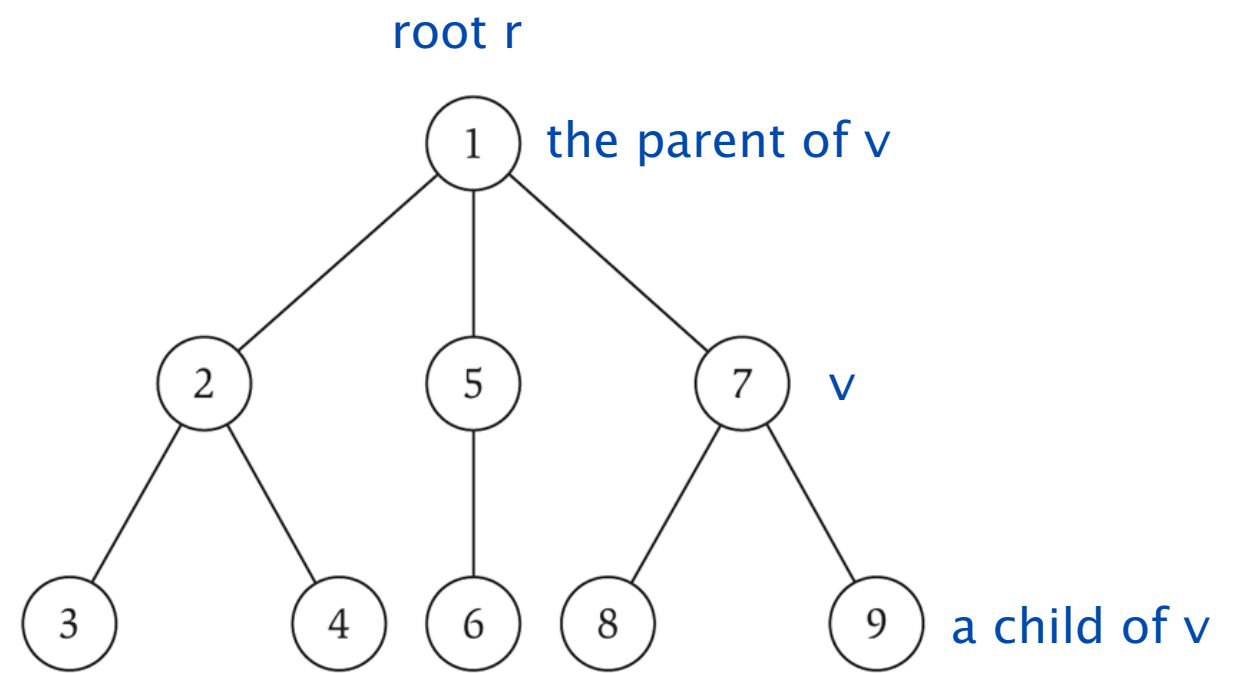 root r
1 the parent of v
2 5 7 v
3 4 6 8 9 a child of v